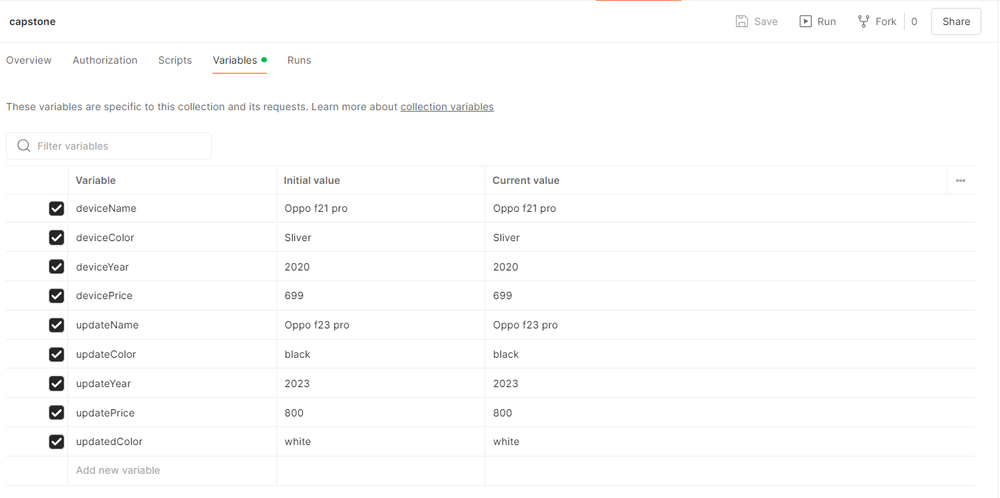 capstone
Save Run Fork 0 Share
Overview Authorization Scripts Variables Runs
These variables are specific to this collection and its requests. Learn more about collection variables
Filter variables
Variable Initial value Current value
deviceName Oppo f21 pro Oppo f21 pro
deviceColor Sliver Sliver
deviceYear 2020 2020
devicePrice 699 699
updateName Oppo f23 pro Oppo f23 pro
updateColor black black
updateYear 2023 2023
updatePrice 800 800
updatedColor white white
Add new variable